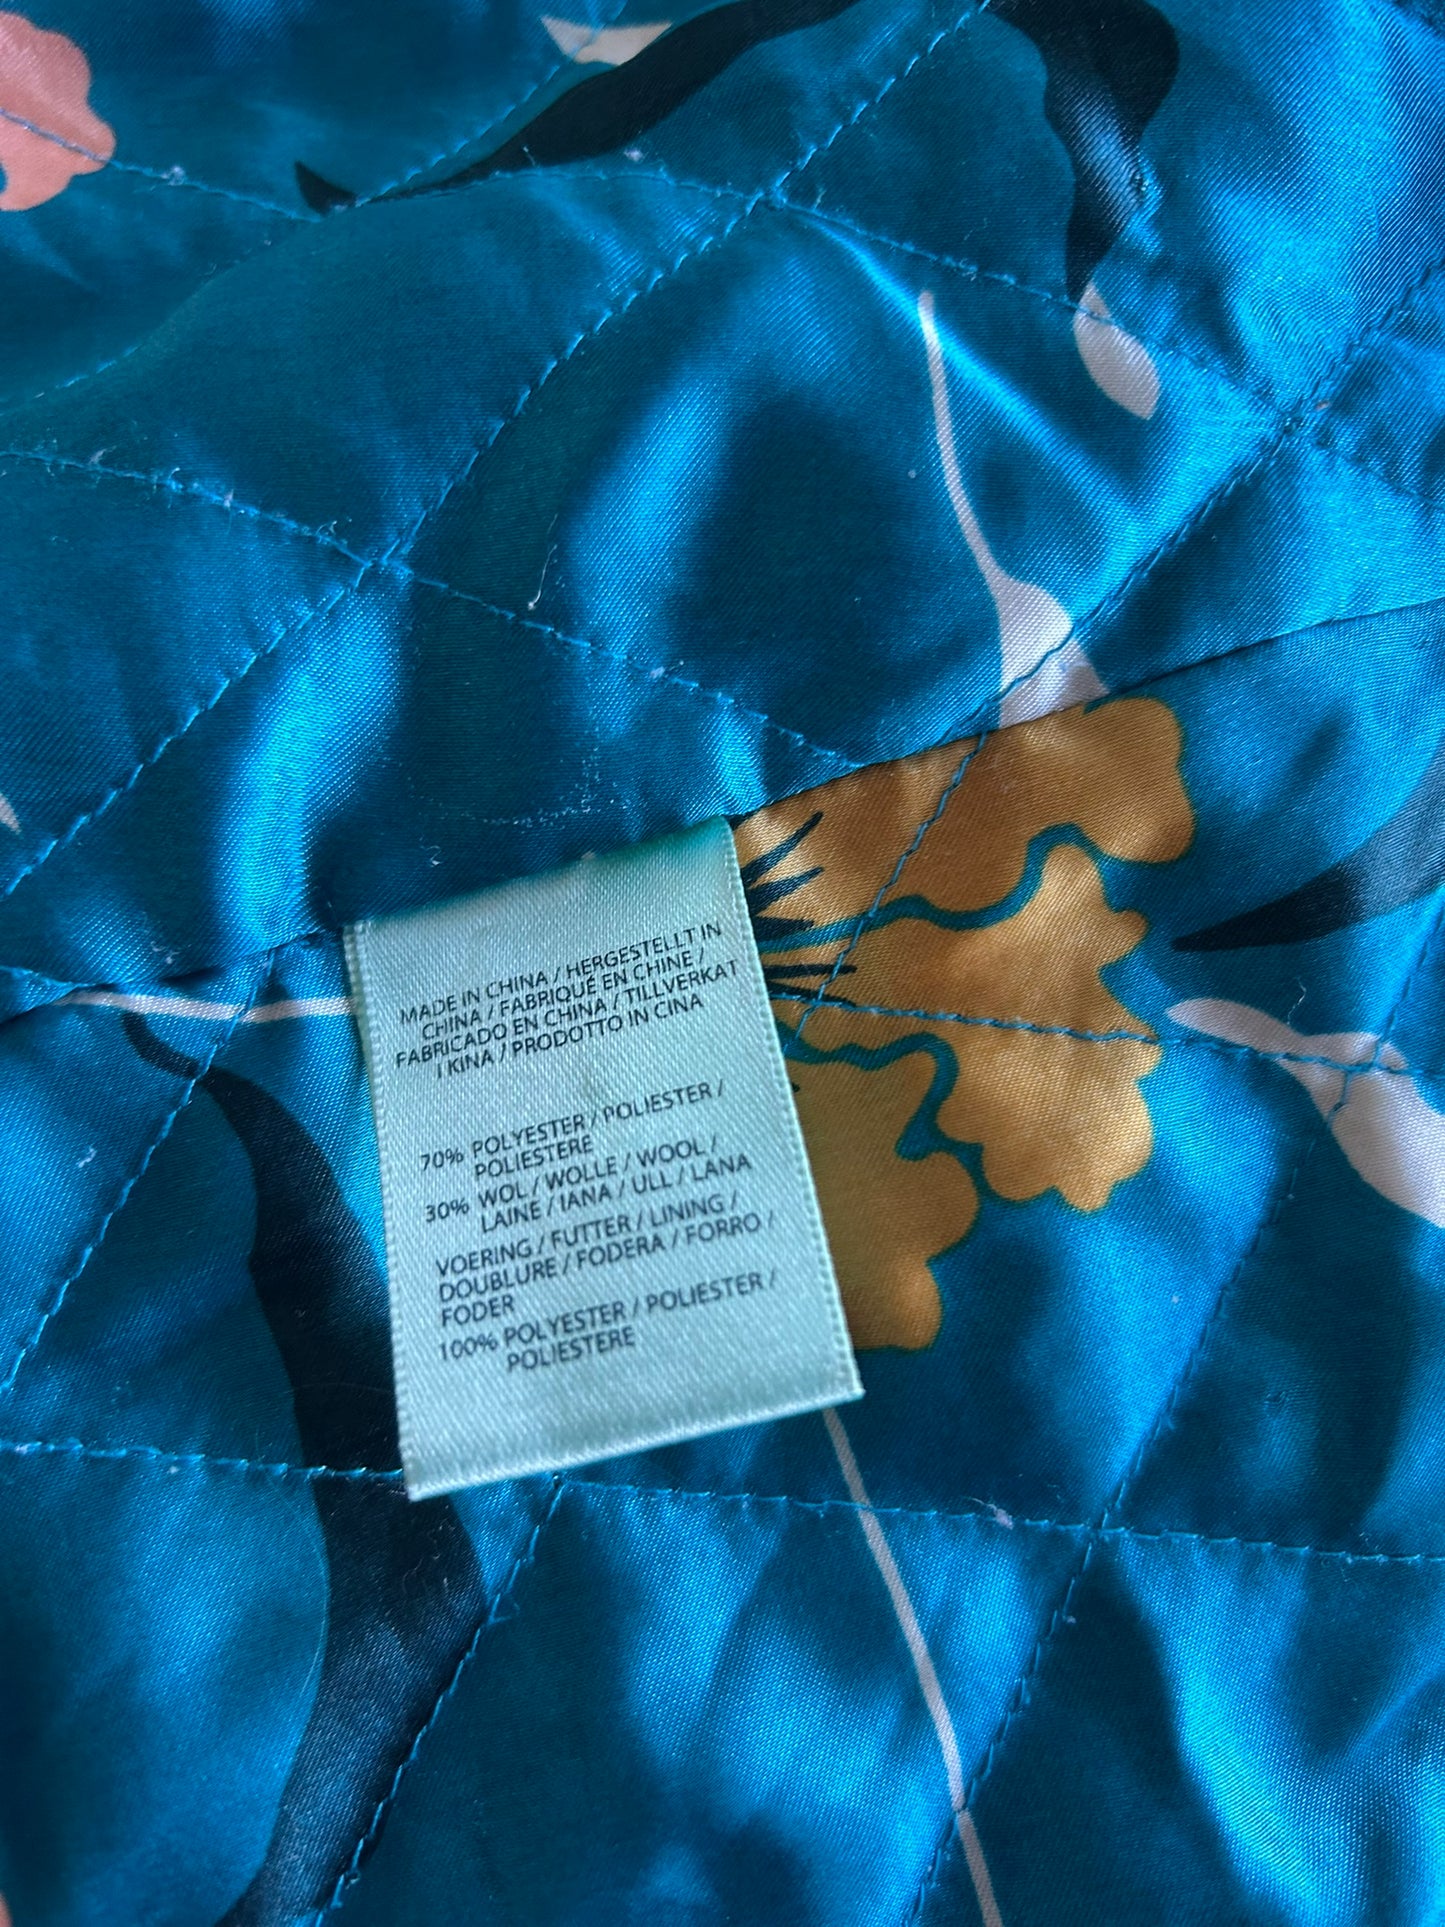 MADE IN CHINA / HERGESTELLT IN
CHINA / FABRIQUÉ EN CHINE /
FABRICADO EN CHINA / TILLVERKAT
I KINA / PRODOTTO IN CINA
70% POLYESTER / POLIESTER /
POLIESTERE
30% WOL / WOLLE / WOOL /
LAINE / lANA / ULL / LANA
VOERING / FUTTER / LINING /
DOUBLURE / FODERA / FORRO /
FODER
100% POLYESTER / POLIESTER /
POLIESTERE